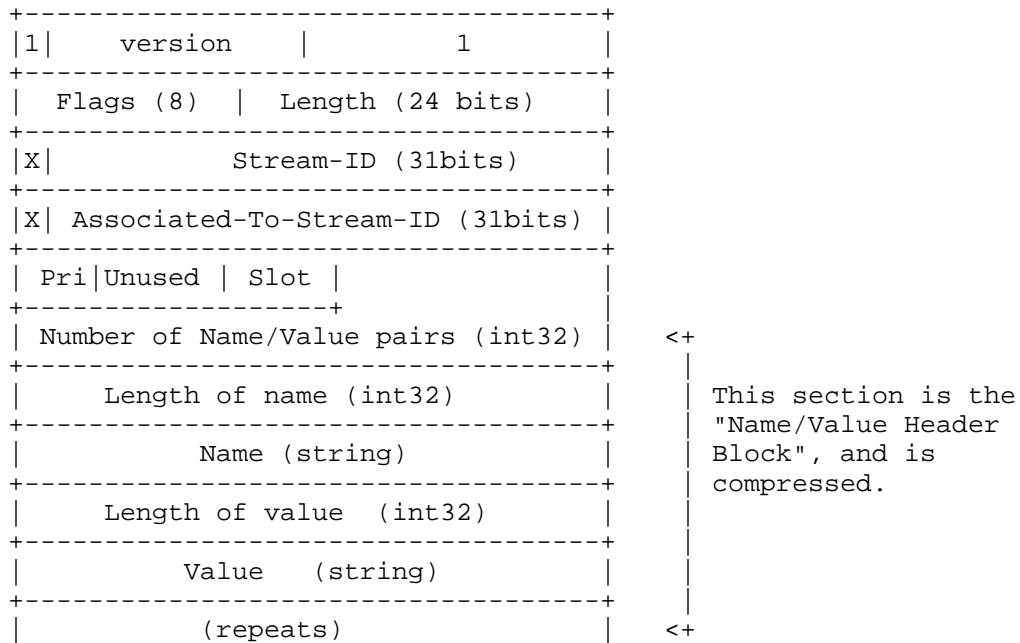 +------------------------------------+
|1|    version    |         1        |
+------------------------------------+
|  Flags (8)  |  Length (24 bits)    |
+------------------------------------+
|X|          Stream-ID (31bits)      |
+------------------------------------+
|X| Associated-To-Stream-ID (31bits) |
+------------------------------------+
| Pri|Unused | Slot |                |
+-------------------+                |
| Number of Name/Value pairs (int32) |   <+
+------------------------------------+    |
|     Length of name (int32)         |    | This section is the
+------------------------------------+    | "Name/Value Header
|           Name (string)            |    | Block", and is
+------------------------------------+    | compressed.
|     Length of value  (int32)       |    |
+------------------------------------+    |
|          Value   (string)          |    |
+------------------------------------+    |
|           (repeats)                |   <+